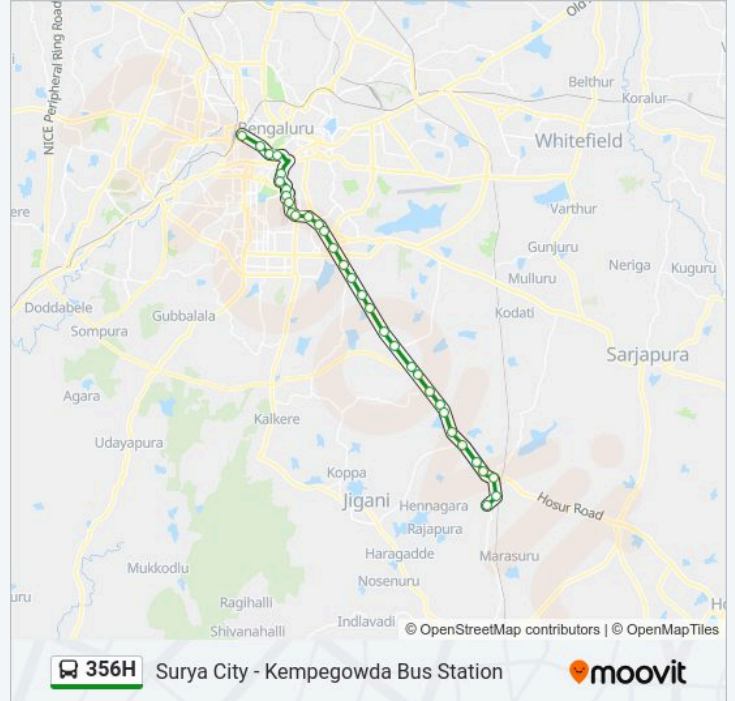 NICE Peripheral Ring Road
Old
Belthur
Koralur
Bengaluru
Whitefield
ere
Varthur
Gunjuru
Neriga
Kuguru
Mulluru
Doddabele
Gubbalala
Kodati
Sompura
Sarjapura
Agara
Kalkere
Udayapura
Koppa
Jigani
Hennagara
Hosur Road
Rajapura
Haragadde
Marasuru
Mukkodlu
Nosenuru
uru
Ragihalli
Ho
Indlavadi
Shivanahalli
© OpenStreetMap contributors | © OpenMapTiles
356H Surya City - Kempegowda Bus Station
moovit